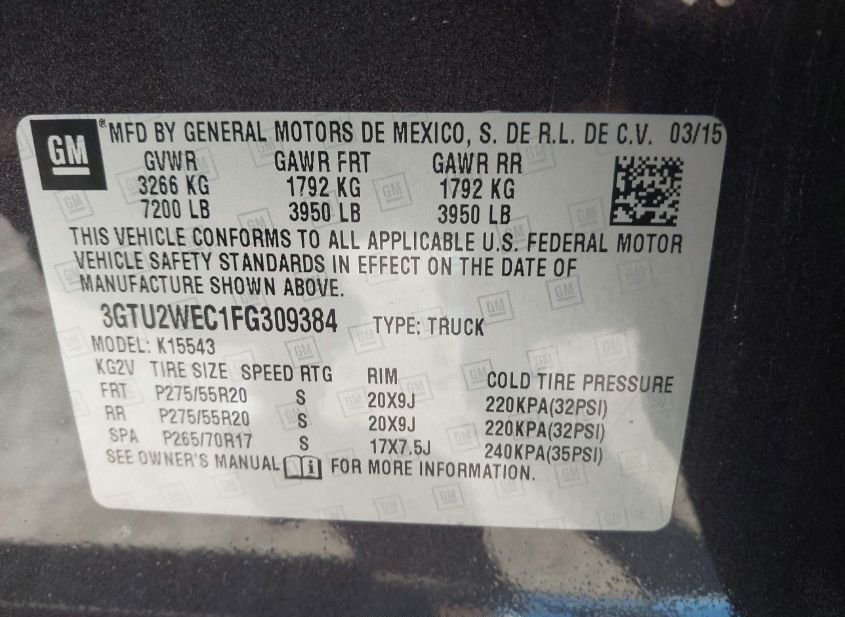 GM ® MFD BY GENERAL MOTORS DE MEXICO, S. DE R.L. DE C.V. 03/15
GVWR GAWR FRT GAWR RR
3266 KG 1792 KG 1792 KG
7200 LB 3950 LB 3950 LB
THIS VEHICLE CONFORMS TO ALL APPLICABLE U.S. FEDERAL MOTOR
VEHICLE SAFETY STANDARDS IN EFFECT ON THE DATE OF
MANUFACTURE SHOWN ABOVE.
3GTU2WEC1FG309384 TYPE: TRUCK
MODEL: K15543
KG2V TIRE SIZE SPEED RTG RIM COLD TIRE PRESSURE
FRT P275/55R20 S 20X9J 220KPA(32PSI)
RR P275/55R20 S 20X9J 220KPA(32PSI)
SPA P265/70R17 S 17X7.5J 240KPA(35PSI)
SEE OWNER'S MANUAL i FOR MORE INFORMATION.